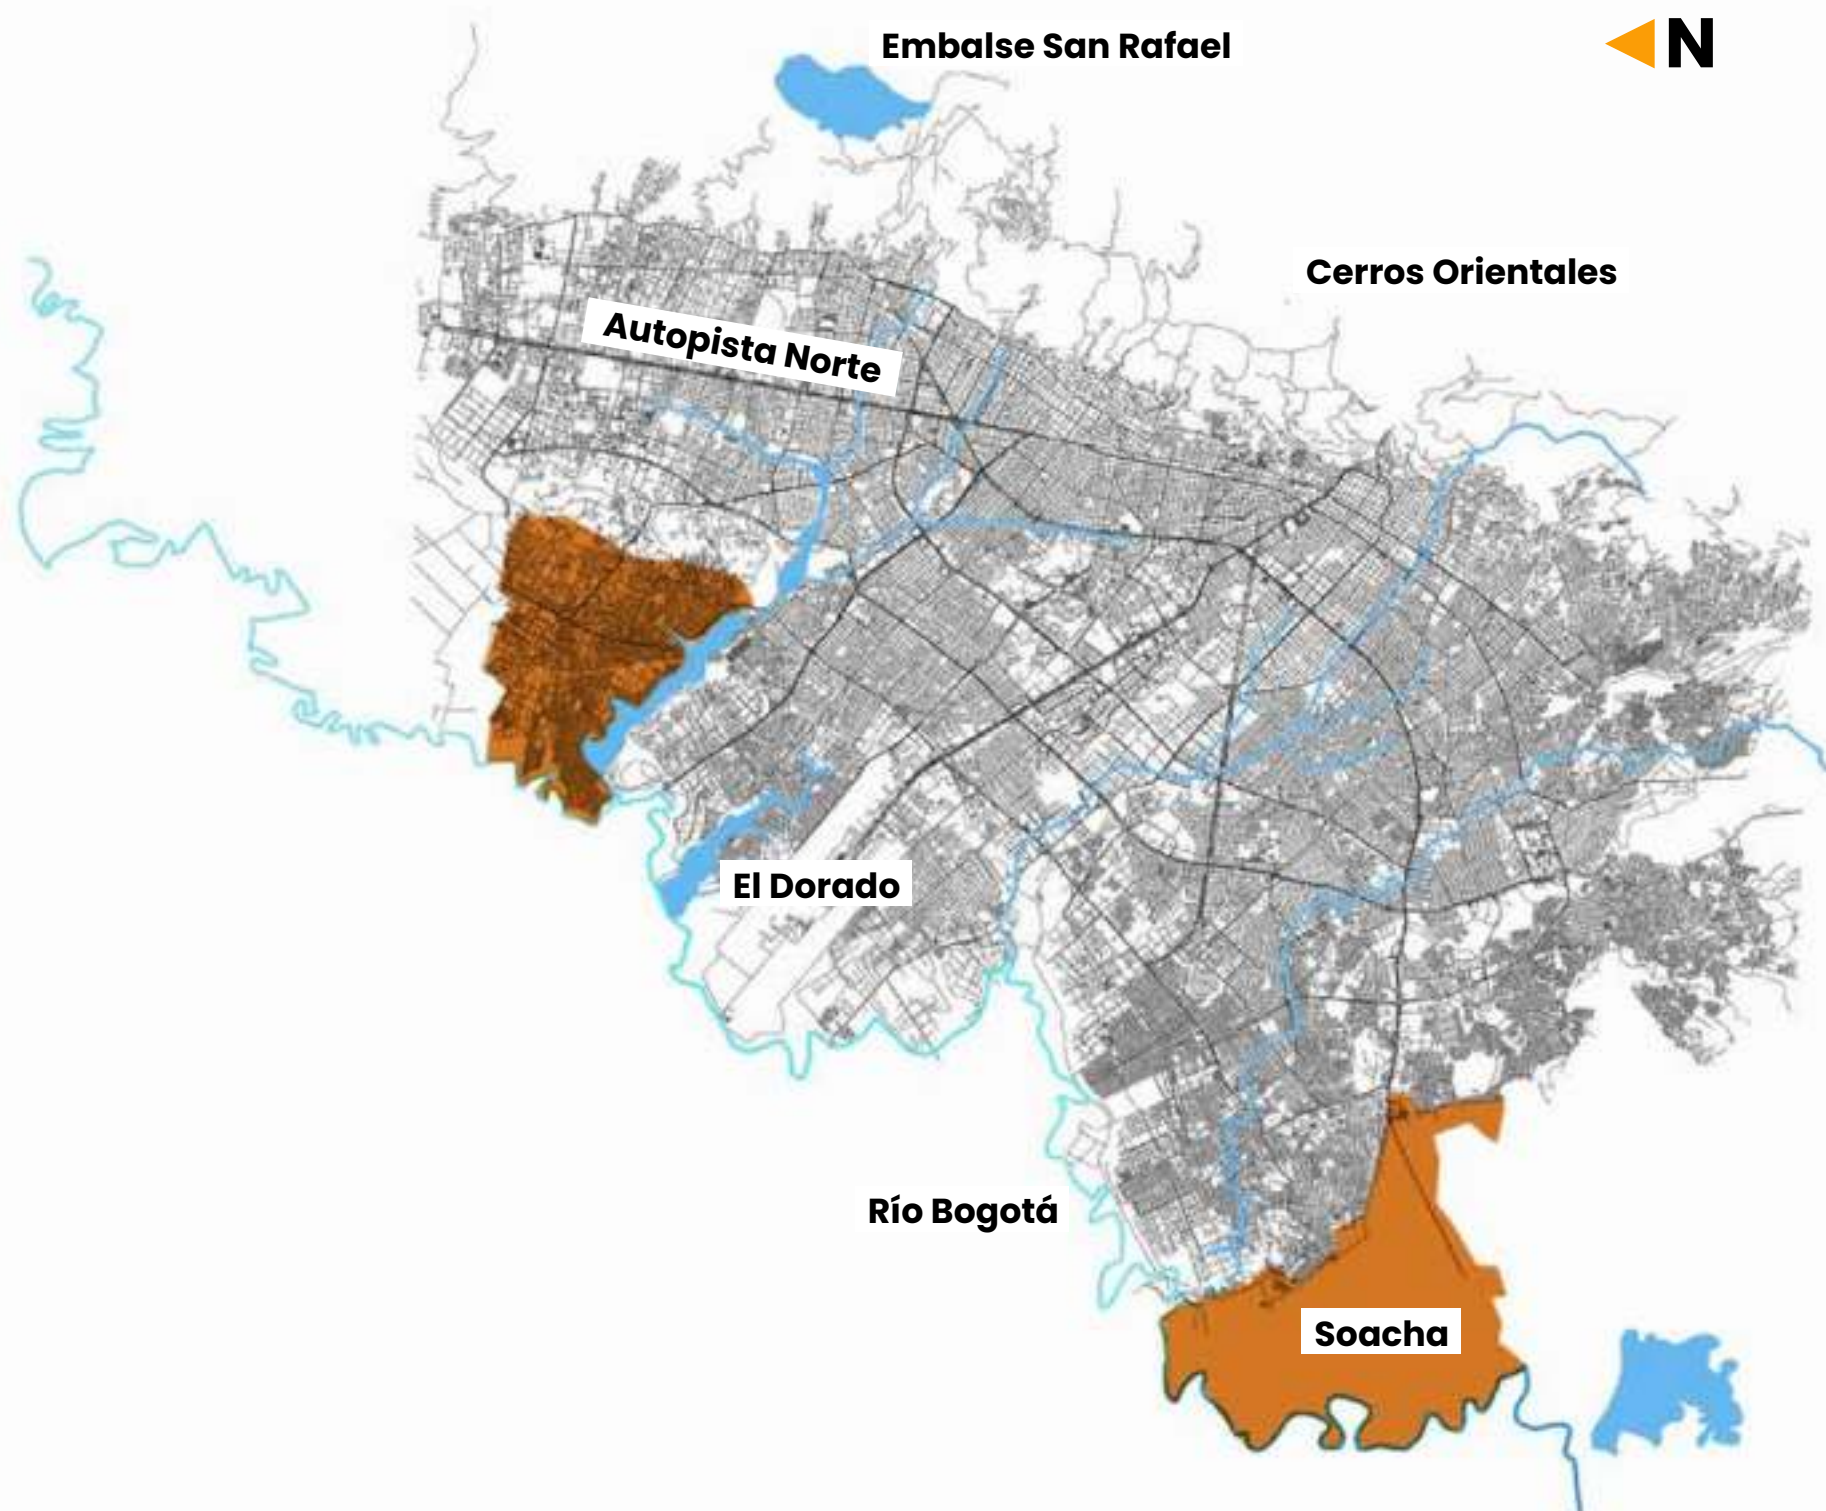 Embalse San Rafael
N
Cerros Orientales
Autopista Norte
El Dorado
Río Bogotá
Soacha